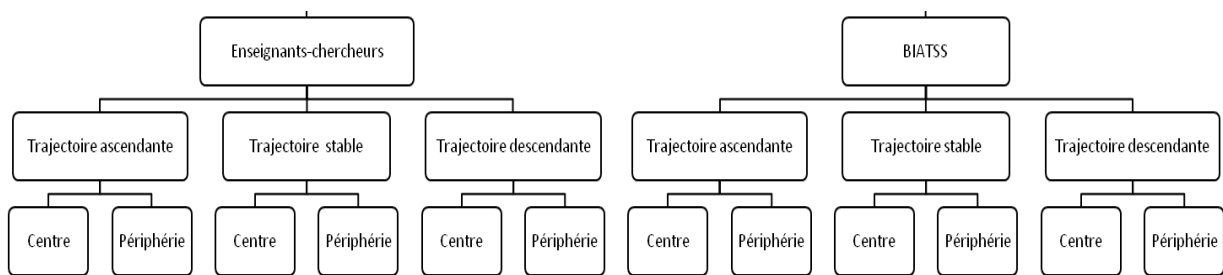 Enseignants-chercheurs BIATSS
Trajectoire ascendante Trajectoire stable Trajectoire descendante Trajectoire ascendante Trajectoire stable Trajectoire descendante
Centre Périphérie Centre Périphérie Centre Périphérie Centre Périphérie Centre Périphérie Centre Périphérie